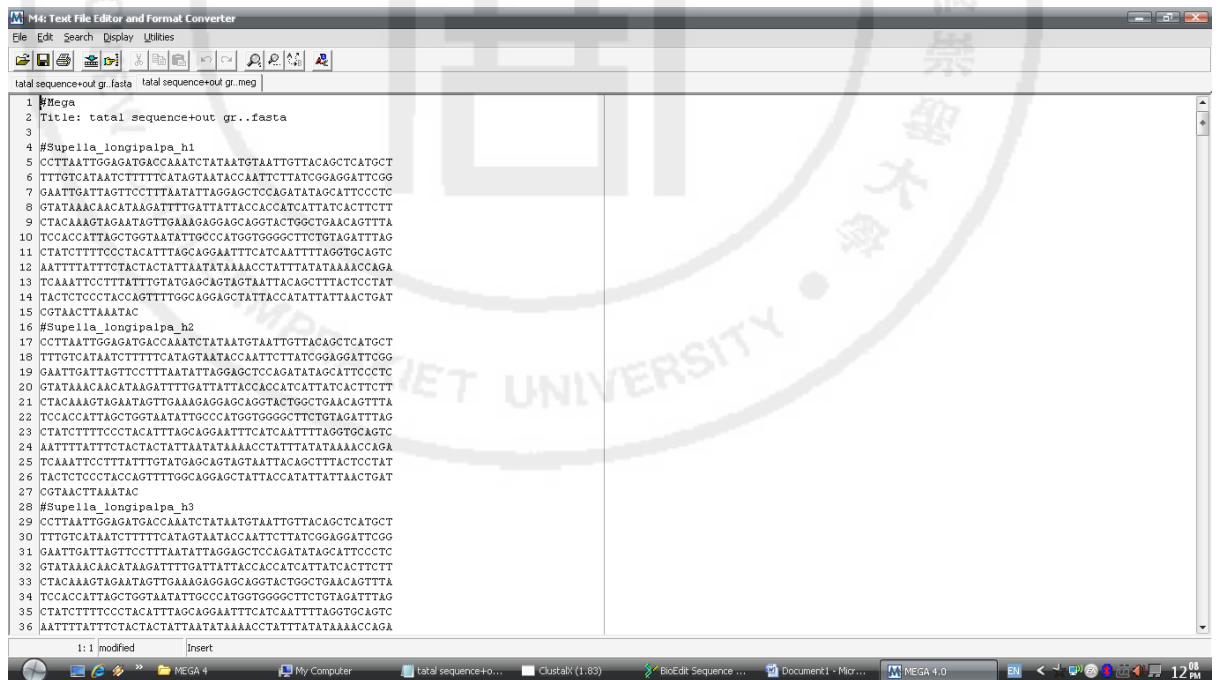 M4: Text File Editor and Format Converter
File Edit Search Display Utilities
tatal sequence+out gr..fasta tatal sequence+out gr..meg
1 #Mega
2 Title: tatal sequence+out gr..fasta
3
4 #Supella_longipalpa_h1
5 CCTTAATTGGAGATGACCAAATCTATAATGTAATTGTTACAGCTCATGCT
6 TTTGTCATAATCTTTTTCATAGTAATACCAATTCTTATCGGAGGATTCGG
7 GAATTGATTAGTTCCTTTAATATTAGGAGCTCCAGATATAGCATTCCCTC
8 GTATAAACAACATAAGATTTTGATTATTACCACCATCATTATCACTTCTT
9 CTACAAAGTAGAATAGTTGAAAGAGGAGCAGGTACTGGCTGAACAGTTTA
10 TCCACCATTAGCTGGTAATATTGCCCATGGTGGGGCTTCTGTAGATTTAG
11 CTATCTTTTCCCTACATTTAGCAGGAATTTCATCAATTTTAGGTGCAGTC
12 AATTTTATTTCTACTACTATTAATATAAAACCTATTTATATAAAACCAGA
13 TCAAATTCCTTTATTTGTATGAGCAGTAGTAATTACAGCTTTACTCCTAT
14 TACTCTCCCTACCAGTTTTGGCAGGAGCTATTACCATATTATTAACTGAT
15 CGTAACTTAAATAC
16 #Supella_longipalpa_h2
17 CCTTAATTGGAGATGACCAAATCTATAATGTAATTGTTACAGCTCATGCT
18 TTTGTCATAATCTTTTTCATAGTAATACCAATTCTTATCGGAGGATTCGG
19 GAATTGATTAGTTCCTTTAATATTAGGAGCTCCAGATATAGCATTCCCTC
20 GTATAAACAACATAAGATTTTGATTATTACCACCATCATTATCACTTCTT
21 CTACAAAGTAGAATAGTTGAAAGAGGAGCAGGTACTGGCTGAACAGTTTA
22 TCCACCATTAGCTGGTAATATTGCCCATGGTGGGGCTTCTGTAGATTTAG
23 CTATCTTTTCCCTACATTTAGCAGGAATTTCATCAATTTTAGGTGCAGTC
24 AATTTTATTTCTACTACTATTAATATAAAACCTATTTATATAAAACCAGA
25 TCAAATTCCTTTATTTGTATGAGCAGTAGTAATTACAGCTTTACTCCTAT
26 TACTCTCCCTACCAGTTTTGGCAGGAGCTATTACCATATTATTAACTGAT
27 CGTAACTTAAATAC
28 #Supella_longipalpa_h3
29 CCTTAATTGGAGATGACCAAATCTATAATGTAATTGTTACAGCTCATGCT
30 TTTGTCATAATCTTTTTCATAGTAATACCAATTCTTATCGGAGGATTCGG
31 GAATTGATTAGTTCCTTTAATATTAGGAGCTCCAGATATAGCATTCCCTC
32 GTATAAACAACATAAGATTTTGATTATTACCACCATCATTATCACTTCTT
33 CTACAAAGTAGAATAGTTGAAAGAGGAGCAGGTACTGGCTGAACAGTTTA
34 TCCACCATTAGCTGGTAATATTGCCCATGGTGGGGCTTCTGTAGATTTAG
35 CTATCTTTTCCCTACATTTAGCAGGAATTTCATCAATTTTAGGTGCAGTC
36 AATTTTATTTCTACTACTATTAATATAAAACCTATTTATATAAAACCAGA
1: 1 modified Insert
MEGA 4 My Computer tatal sequence+o... ClustalX (1.83) BioEdit Sequence ... Document1 - Micr... MEGA 4.0 EN 12 08 PM
UNIVERSITY